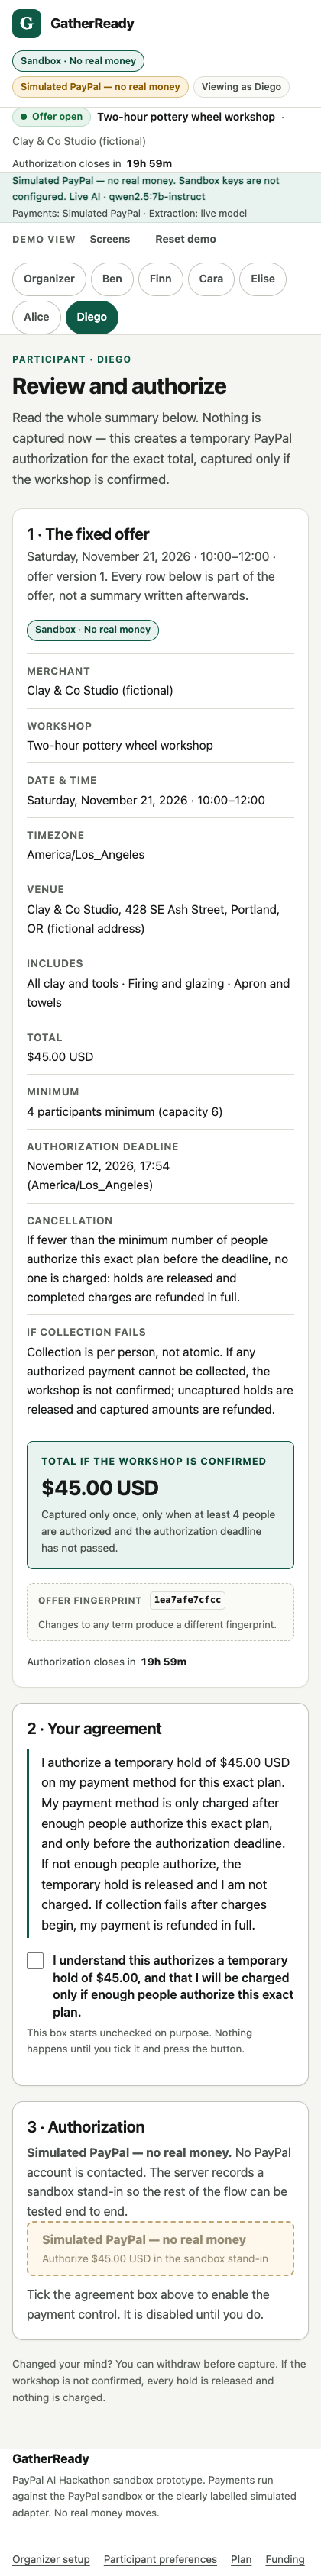 G GatherReady
Sandbox · No real money
Simulated PayPal — no real money Viewing as Diego
Offer open Two-hour pottery wheel workshop ·
Clay & Co Studio (fictional)
Authorization closes in 19h 59m
Simulated PayPal — no real money. Sandbox keys are not
configured. Live AI · qwen2.5:7b-instruct
Payments: Simulated PayPal · Extraction: live model
DEMO VIEW Screens Reset demo
Organizer Ben Finn Cara Elise
Alice Diego
PARTICIPANT · DIEGO
Review and authorize
Read the whole summary below. Nothing is
captured now — this creates a temporary PayPal
authorization for the exact total, captured only if
the workshop is confirmed.
1 · The fixed offer
Saturday, November 21, 2026 · 10:00–12:00 ·
offer version 1. Every row below is part of the
offer, not a summary written afterwards.
Sandbox · No real money
MERCHANT
Clay & Co Studio (fictional)
WORKSHOP
Two-hour pottery wheel workshop
DATE & TIME
Saturday, November 21, 2026 · 10:00–12:00
TIMEZONE
America/Los_Angeles
VENUE
Clay & Co Studio, 428 SE Ash Street, Portland,
OR (fictional address)
INCLUDES
All clay and tools · Firing and glazing · Apron and
towels
TOTAL
$45.00 USD
MINIMUM
4 participants minimum (capacity 6)
AUTHORIZATION DEADLINE
November 12, 2026, 17:54
(America/Los_Angeles)
CANCELLATION
If fewer than the minimum number of people
authorize this exact plan before the deadline, no
one is charged: holds are released and
completed charges are refunded in full.
IF COLLECTION FAILS
Collection is per person, not atomic. If any
authorized payment cannot be collected, the
workshop is not confirmed; uncaptured holds are
released and captured amounts are refunded.
TOTAL IF THE WORKSHOP IS CONFIRMED
$45.00 USD
Captured only once, only when at least 4 people
are authorized and the authorization deadline
has not passed.
OFFER FINGERPRINT 1ea7afe7cfcc
Changes to any term produce a different fingerprint.
Authorization closes in 19h 59m
2 · Your agreement
I authorize a temporary hold of $45.00 USD
on my payment method for this exact plan.
My payment method is only charged after
enough people authorize this exact plan,
and only before the authorization deadline.
If not enough people authorize, the
temporary hold is released and I am not
charged. If collection fails after charges
begin, my payment is refunded in full.
I understand this authorizes a temporary
hold of $45.00, and that I will be charged
only if enough people authorize this exact
plan.
This box starts unchecked on purpose. Nothing
happens until you tick it and press the button.
3 · Authorization
Simulated PayPal — no real money. No PayPal
account is contacted. The server records a
sandbox stand-in so the rest of the flow can be
tested end to end.
Simulated PayPal — no real money
Authorize $45.00 USD in the sandbox stand-in
Tick the agreement box above to enable the
payment control. It is disabled until you do.
Changed your mind? You can withdraw before capture. If the
workshop is not confirmed, every hold is released and
nothing is charged.
GatherReady
PayPal AI Hackathon sandbox prototype. Payments run
against the PayPal sandbox or the clearly labelled simulated
adapter. No real money moves.
Organizer setup Participant preferences Plan Funding